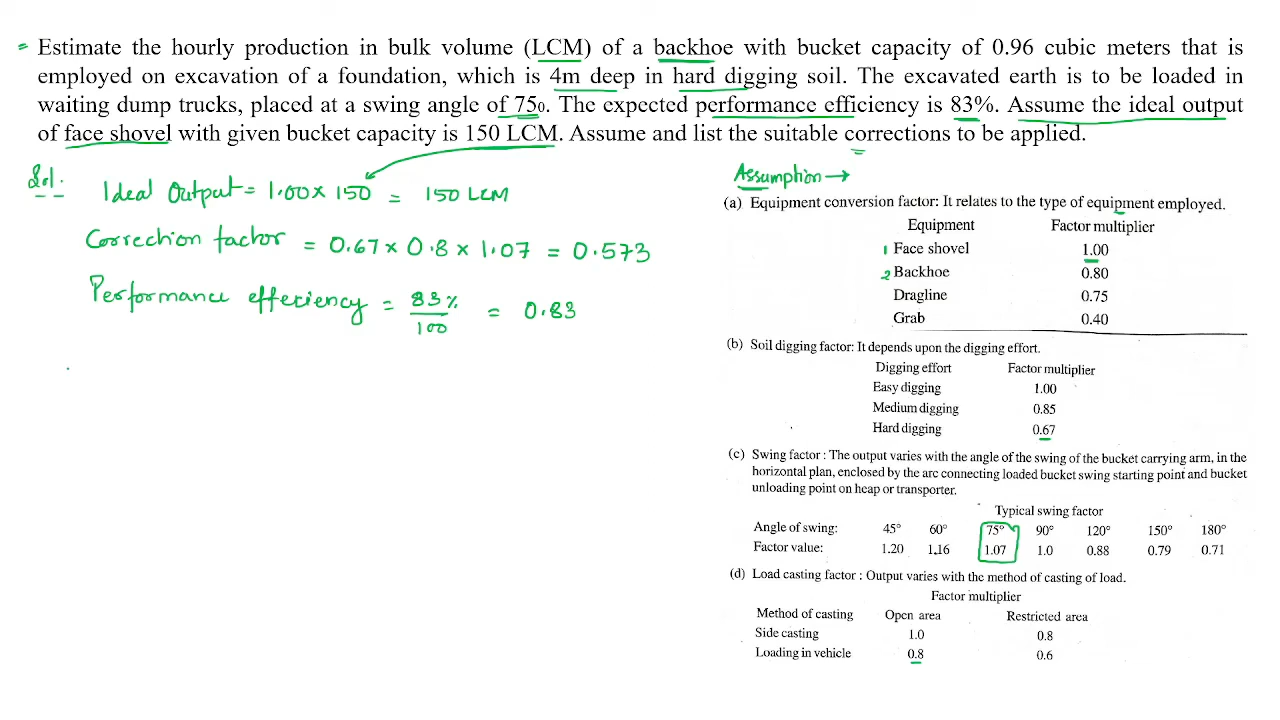 Estimate the hourly production in bulk volume (LCM) of a backhoe with bucket capacity of 0.96 cubic meters that is
employed on excavation of a foundation, which is 4m deep in hard digging soil. The excavated earth is to be loaded in
waiting dump trucks, placed at a swing angle of 750. The expected performance efficiency is 83%. Assume the ideal output
of face shovel with given bucket capacity is 150 LCM. Assume and list the suitable corrections to be applied.
Sol.
Ideal Output = 1.00 x 150 = 150 LCM
Correction factor = 0.67 x 0.8 x 1.07 = 0.573
Performance effeciency = 83% / 100 = 0.83
Assumption →
(a) Equipment conversion factor: It relates to the type of equipment employed.
Equipment Factor multiplier
1 Face shovel 1.00
2 Backhoe 0.80
Dragline 0.75
Grab 0.40
(b) Soil digging factor: It depends upon the digging effort.
Digging effort Factor multiplier
Easy digging 1.00
Medium digging 0.85
Hard digging 0.67
(c) Swing factor : The output varies with the angle of the swing of the bucket carrying arm, in the
horizontal plan, enclosed by the arc connecting loaded bucket swing starting point and bucket
unloading point on heap or transporter.
Typical swing factor
Angle of swing: 45° 60° 75° 90° 120° 150° 180°
Factor value: 1.20 1.16 1.07 1.0 0.88 0.79 0.71
(d) Load casting factor : Output varies with the method of casting of load.
Factor multiplier
Method of casting Open area Restricted area
Side casting 1.0 0.8
Loading in vehicle 0.8 0.6